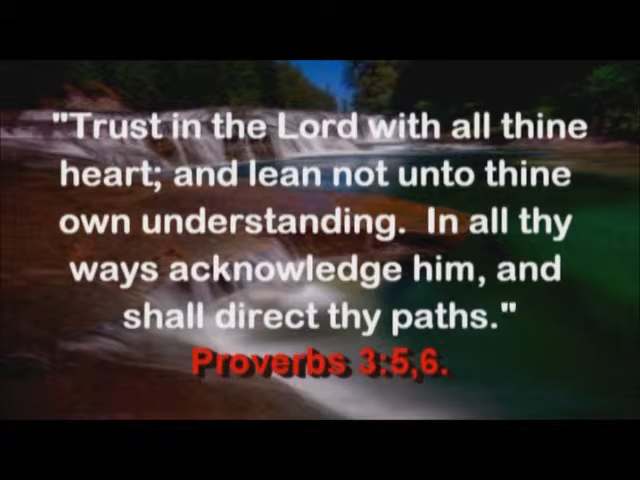 "Trust in the Lord with all thine
heart; and lean not unto thine
own understanding. In all thy
ways acknowledge him, and
shall direct thy paths."
Proverbs 3:5,6.